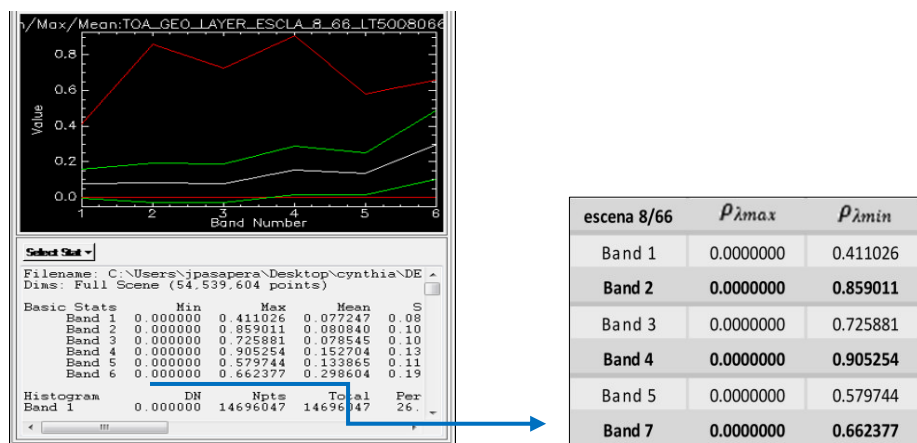 n/Max/Mean:TOA_GEO_LAYER_ESCLA_8_66_LT5008066
0.8
0.6
0.4
0.2
0.0
Value
1 2 3 4 5 6
Band Number
Select Stat
Filename: C:\Users\jpasapera\Desktop\cynthia\DE
Dims: Full Scene (54,539,604 points)
Basic Stats Min Max Mean S
Band 1 0.000000 0.411026 0.077247 0.08
Band 2 0.000000 0.859011 0.080840 0.10
Band 3 0.000000 0.725881 0.078545 0.10
Band 4 0.000000 0.905254 0.152704 0.13
Band 5 0.000000 0.579744 0.133865 0.11
Band 6 0.000000 0.662377 0.298604 0.19
Histogram DN Npts Total Per
Band 1 0.000000 14696047 14696047 26.
escena 8/66 ρλmax ρλmin
Band 1 0.0000000 0.411026
Band 2 0.0000000 0.859011
Band 3 0.0000000 0.725881
Band 4 0.0000000 0.905254
Band 5 0.0000000 0.579744
Band 7 0.0000000 0.662377